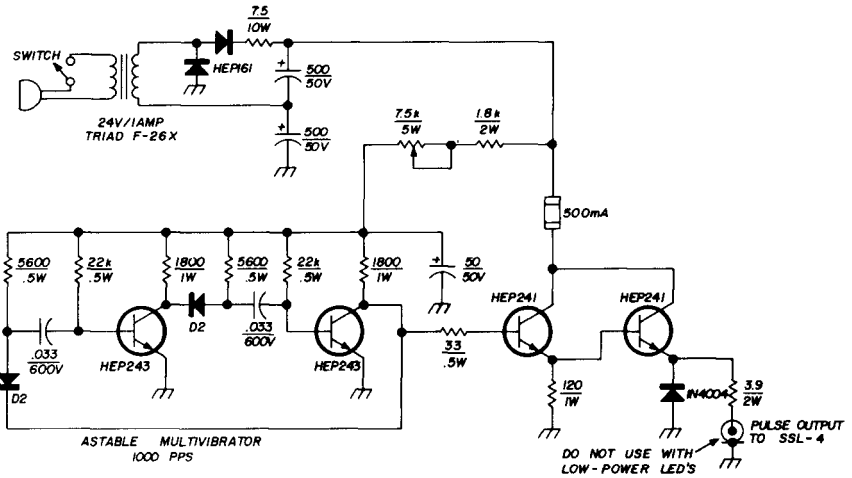 7.5
10W
SWITCH
HEP161
500
50V
24V/1AMP
TRIAD F-26X
500
50V
7.5k
5W
1.8k
2W
500mA
5600
.5W
22k
.5W
1800
1W
5600
.5W
22k
.5W
1800
1W
50
50V
HEP241
HEP241
D2
.033
600V
HEP243
.033
600V
HEP243
33
.5W
D2
120
1W
1N4004
3.9
2W
ASTABLE MULTIVIBRATOR
1000 PPS
PULSE OUTPUT
TO SSL-4
DO NOT USE WITH
LOW-POWER LED'S